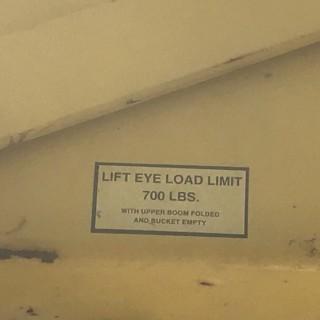 LIFT EYE LOAD LIMIT
700 LBS.
WITH UPPER BOOM FOLDED
AND BUCKET EMPTY